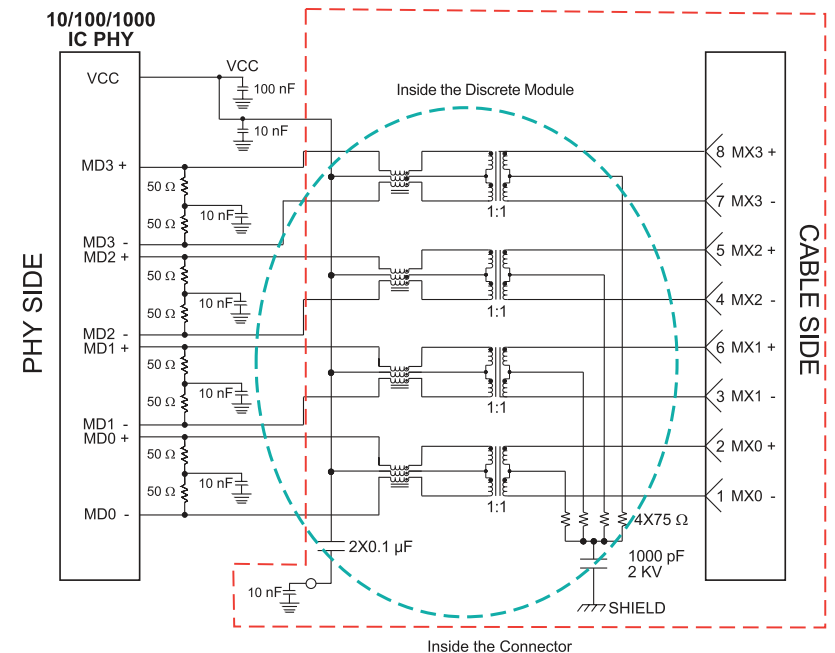 10/100/1000
IC PHY
VCC
VCC
100 nF
10 nF
Inside the Discrete Module
MD3 +
50 Ω
50 Ω
10 nF
MD3 -
MD2 +
50 Ω
50 Ω
10 nF
MD2 -
MD1 +
50 Ω
50 Ω
10 nF
MD1 -
MD0 +
50 Ω
50 Ω
10 nF
MD0 -
PHY SIDE
1:1
1:1
1:1
1:1
8 MX3 +
7 MX3 -
5 MX2 +
4 MX2 -
6 MX1 +
3 MX1 -
2 MX0 +
1 MX0 -
CABLE SIDE
4X75 Ω
2X0.1 µF
1000 pF
2 KV
10 nF
SHIELD
Inside the Connector